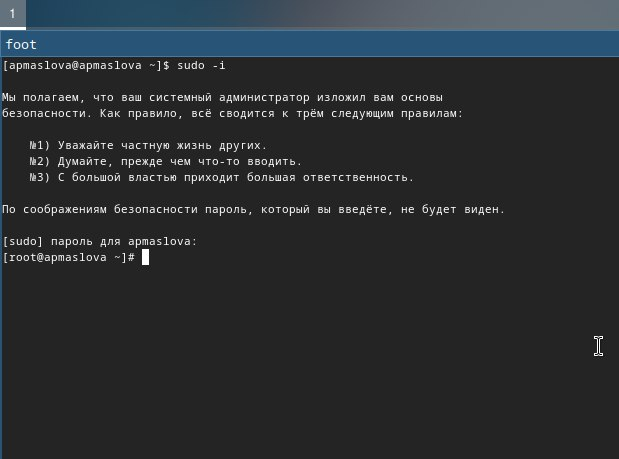 1
foot
[apmaslova@apmaslova ~]$ sudo -i
Мы полагаем, что ваш системный администратор изложил вам основы
безопасности. Как правило, всё сводится к трём следующим правилам:
№1) Уважайте частную жизнь других.
№2) Думайте, прежде чем что-то вводить.
№3) С большой властью приходит большая ответственность.
По соображениям безопасности пароль, который вы введёте, не будет виден.
[sudo] пароль для apmaslova:
[root@apmaslova ~]#